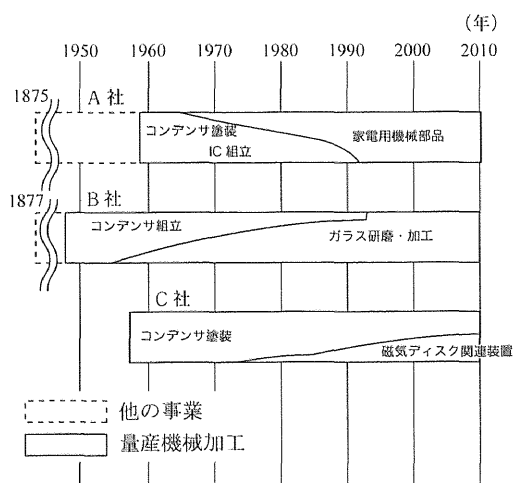 （年）
1950 1960 1970 1980 1990 2000 2010
1875
A 社
コンデンサ塗装
家電用機械部品
IC 組立
1877
B 社
コンデンサ組立
ガラス研磨・加工
C 社
コンデンサ塗装
磁気ディスク関連装置
他の事業
量産機械加工